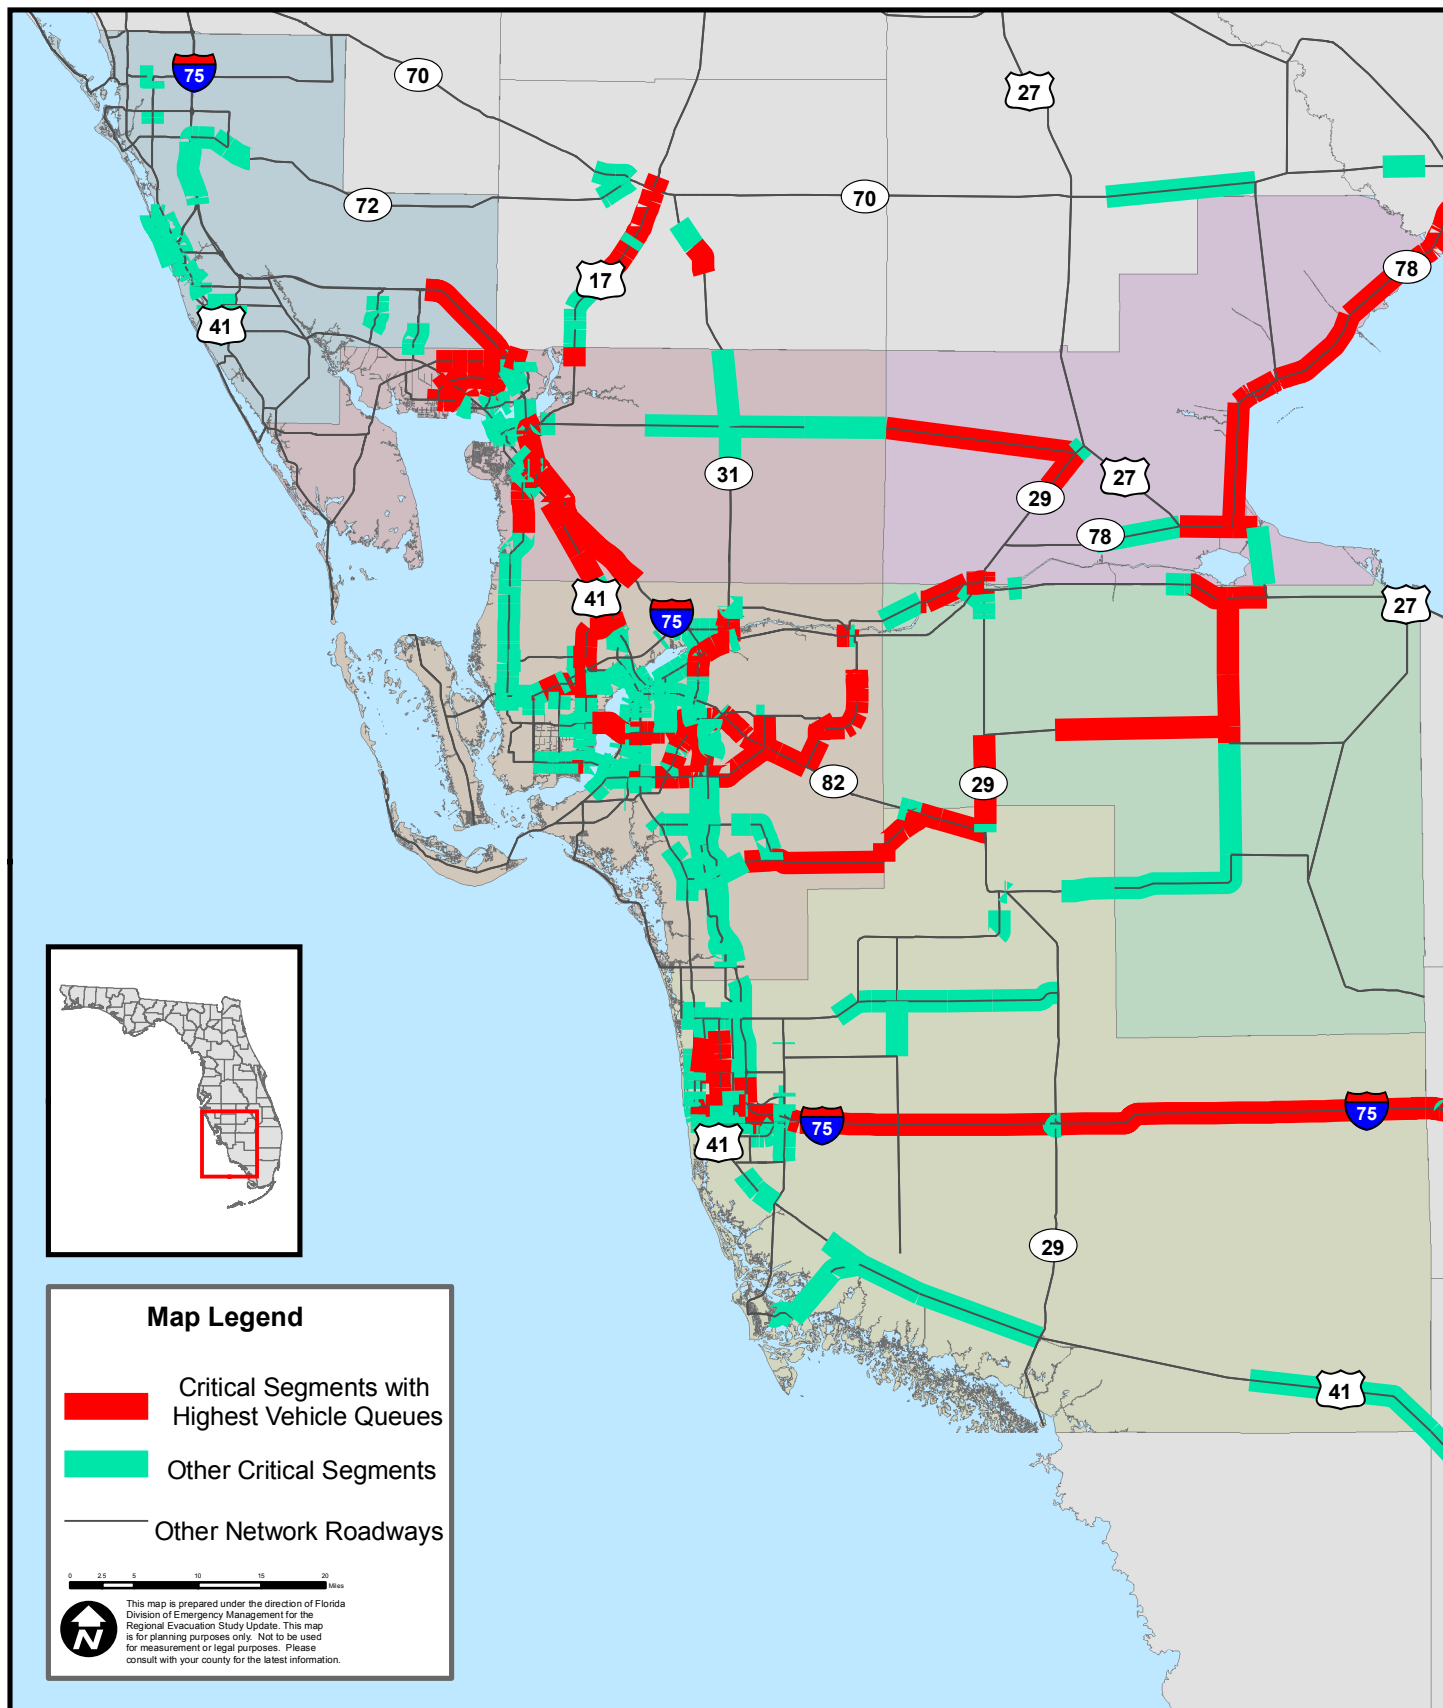 75
70
27
72
70
78
17
41
31
27
29
78
41
75
27
82
29
75
75
41
29
41
Map Legend
Critical Segments with
Highest Vehicle Queues
Other Critical Segments
Other Network Roadways
0 2.5 5 10 15 20
Miles
This map is prepared under the direction of Florida
Division of Emergency Management for the
Regional Evacuation Study Update. This map
is for planning purposes only. Not to be used
for measurement or legal purposes. Please
consult with your county for the latest information.
N